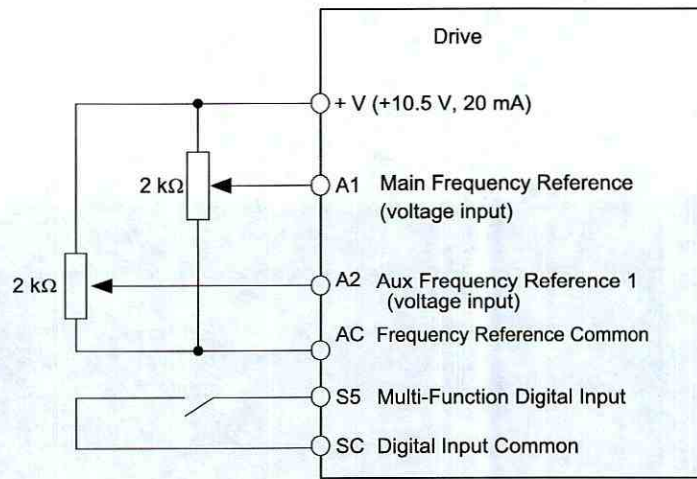 Drive
+ V (+10.5 V, 20 mA)
2 kΩ
A1 Main Frequency Reference
(voltage input)
2 kΩ
A2 Aux Frequency Reference 1
(voltage input)
AC Frequency Reference Common
S5 Multi-Function Digital Input
SC Digital Input Common